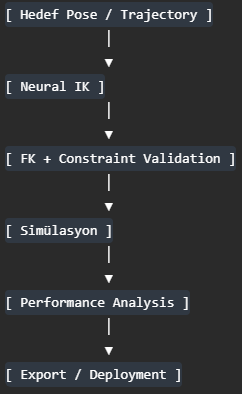 [ Hedef Pose / Trajectory ]
│
▼
[ Neural IK ]
│
▼
[ FK + Constraint Validation ]
│
▼
[ Simülasyon ]
│
▼
[ Performance Analysis ]
│
▼
[ Export / Deployment ]